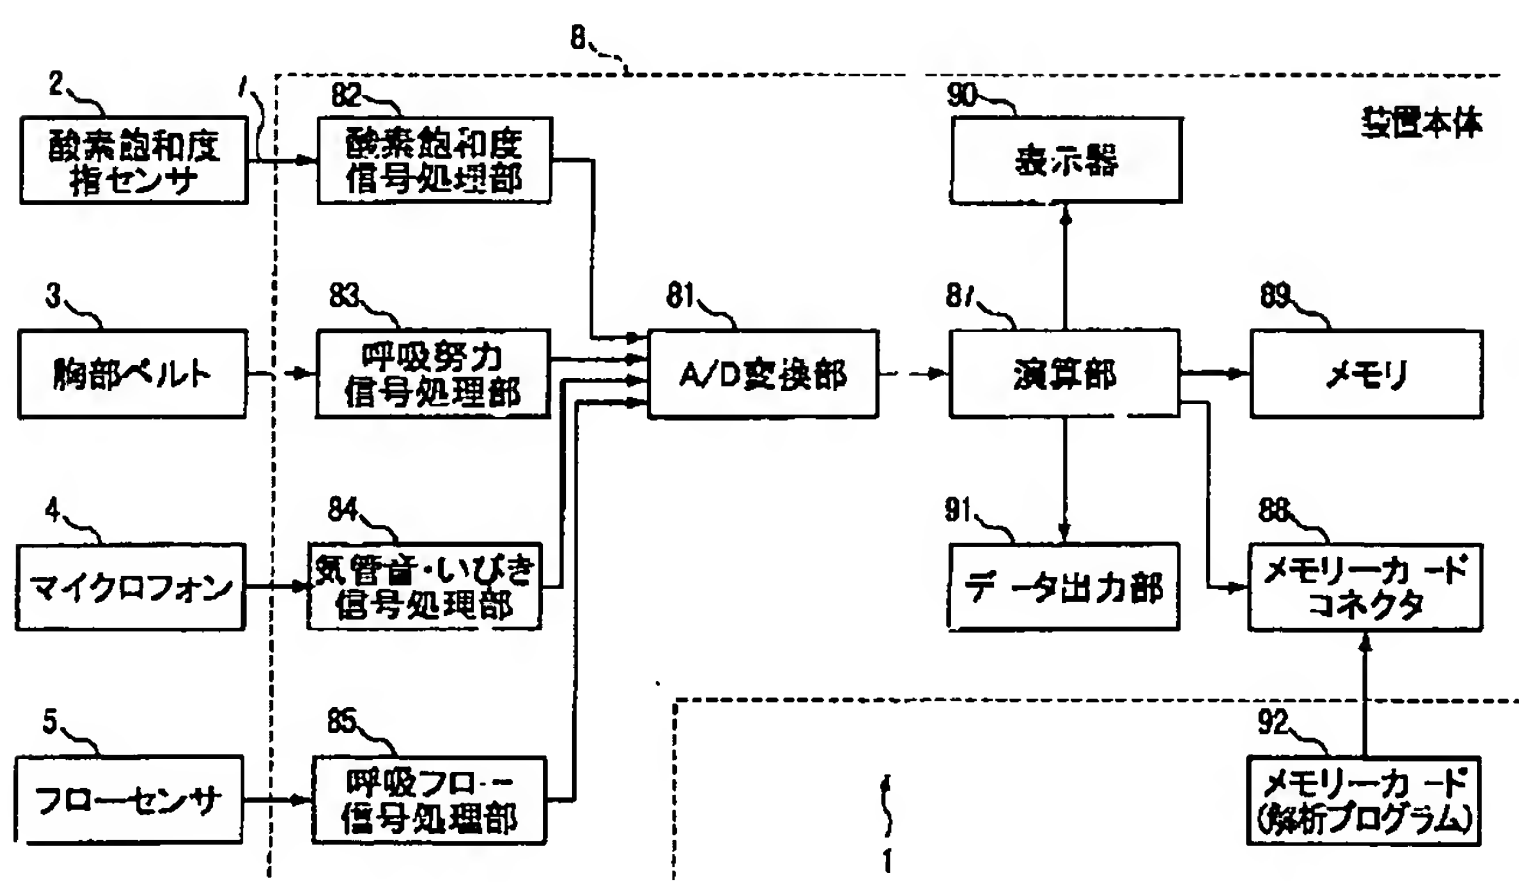 8
装置本体
2
酸素飽和度
指センサ
82
酸素飽和度
信号処理部
90
表示器
3
胸部ベルト
83
呼吸努力
信号処理部
81
A/D変換部
87
演算部
89
メモリ
4
マイクロフォン
84
気管音・いびき
信号処理部
91
データ出力部
88
メモリーカード
コネクタ
5
フローセンサ
85
呼吸フロー
信号処理部
92
メモリーカード
(解析プログラム)
1